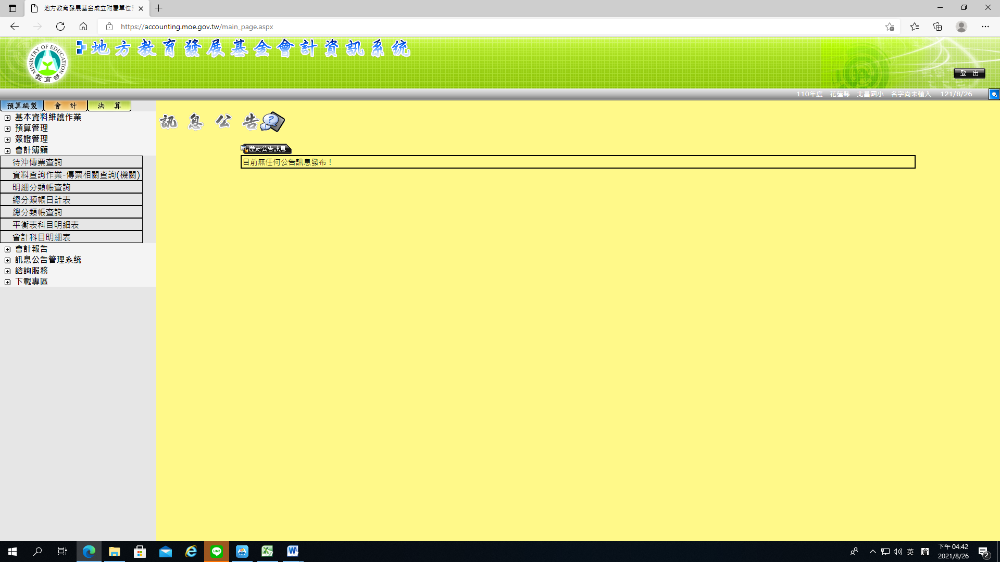 地方教育發展基金成立附屬單位
https://accounting.moe.gov.tw/main_page.aspx
MINISTRY OF EDUCATION
教育部
地方教育發展基金會計資訊系統
登 出
110年度 花蓮縣 北昌國小 名字尚未輸入 121/8/26
預算編製 會 計 決 算
基本資料維護作業
預算管理
簽證管理
會計簿籍
待沖傳票查詢
資料查詢作業-傳票相關查詢(機關)
明細分類帳查詢
總分類帳日計表
總分類帳查詢
平衡表科目明細表
會計科目明細表
會計報告
訊息公告管理系統
諮詢服務
下載專區
訊息公告
歷史公告訊息
目前無任何公告訊息發布！
LINE
英
下午 04:42
2021/8/26
2